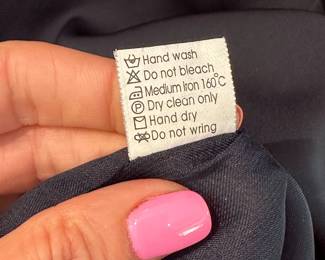 Hand wash
Do not bleach
Medium Iron 160°C
Dry clean only
Hand dry
Do not wring